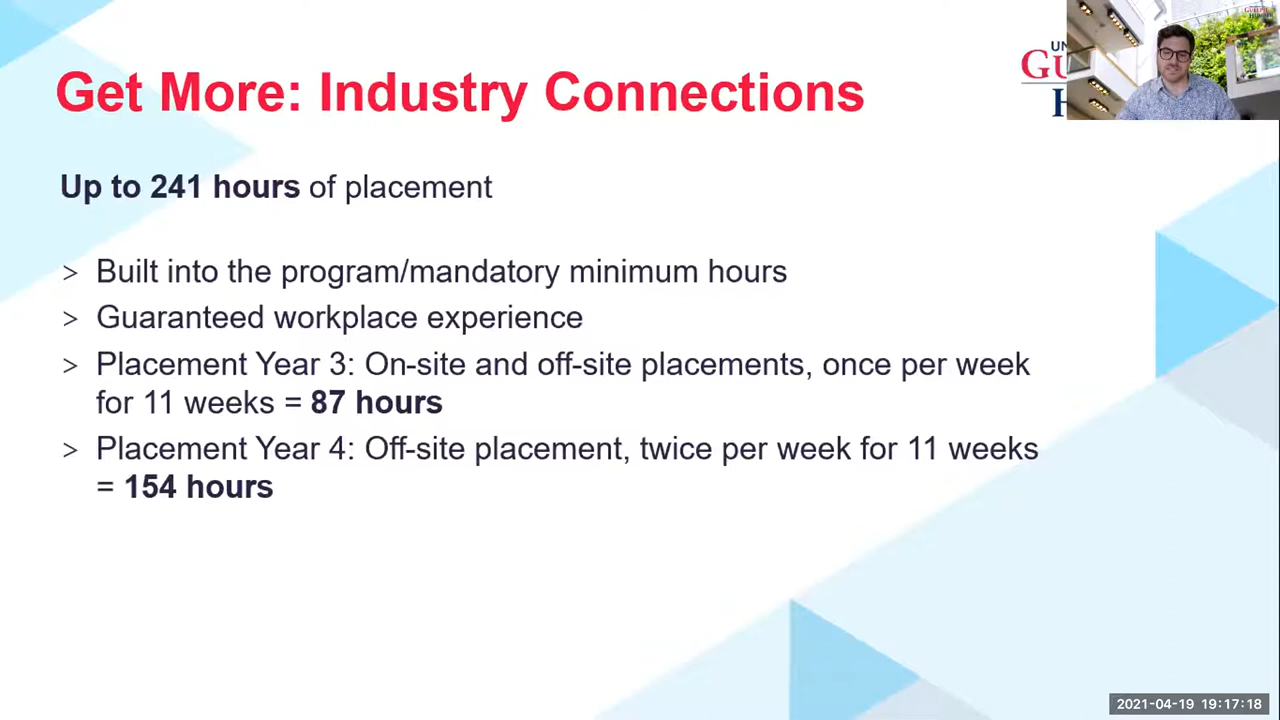 Get More: Industry Connections
Up to 241 hours of placement
> Built into the program/mandatory minimum hours
> Guaranteed workplace experience
> Placement Year 3: On-site and off-site placements, once per week
for 11 weeks = 87 hours
> Placement Year 4: Off-site placement, twice per week for 11 weeks
= 154 hours
2021-04-19 19:17:18